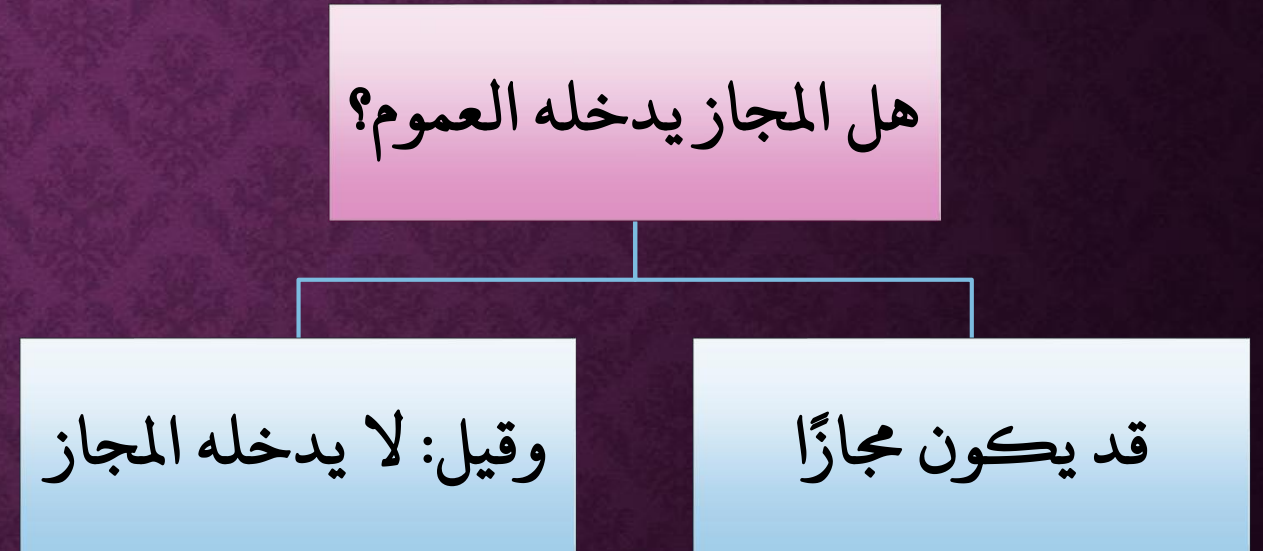 هل المجاز يدخله العموم؟
قد يكون مجازًا
وقيل: لا يدخله المجاز